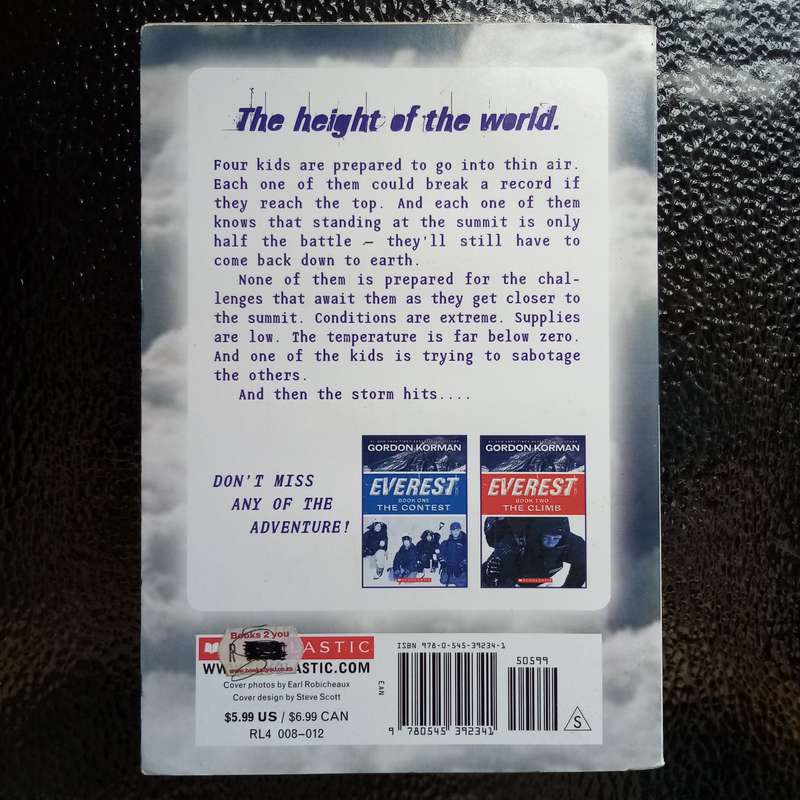 The height of the world.
Four kids are prepared to go into thin air.
Each one of them could break a record if
they reach the top. And each one of them
knows that standing at the summit is only
half the battle — they'll still have to
come back down to earth.
None of them is prepared for the chal-
lenges that await them as they get closer to
the summit. Conditions are extreme. Supplies
are low. The temperature is far below zero.
And one of the kids is trying to sabotage
the others.
And then the storm hits....
DON'T MISS
ANY OF THE
ADVENTURE!
GORDON KORMAN
EVEREST
BOOK ONE
THE CONTEST
SCHOLASTIC
GORDON KORMAN
EVEREST
BOOK TWO
THE CLIMB
SCHOLASTIC
Books 2 you
R
LASTIC
WW
LASTIC.COM
Cover photos by Earl Robicheaux
Cover design by Steve Scott
$5.99 US / $6.99 CAN
RL4 008–012
EAN
ISBN 978-0-545-39234-1
50599
9 780545 392341
S